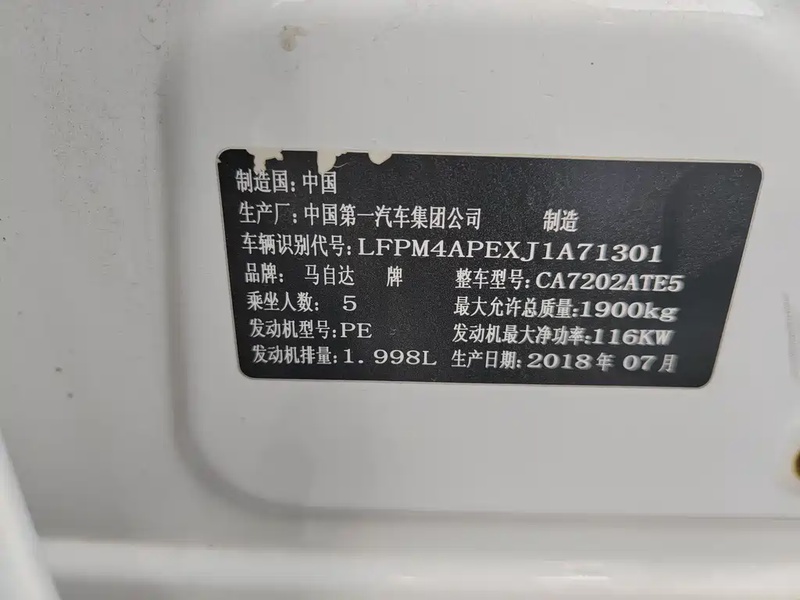 制造国: 中国
生产厂: 中国第一汽车集团公司 制造
车辆识别代号: LFPM4APEXJ1A71301
品牌: 马自达 牌 整车型号: CA7202ATE5
乘坐人数: 5 最大允许总质量: 1900kg
发动机型号: PE 发动机最大净功率: 116KW
发动机排量: 1.998L 生产日期: 2018年 07月